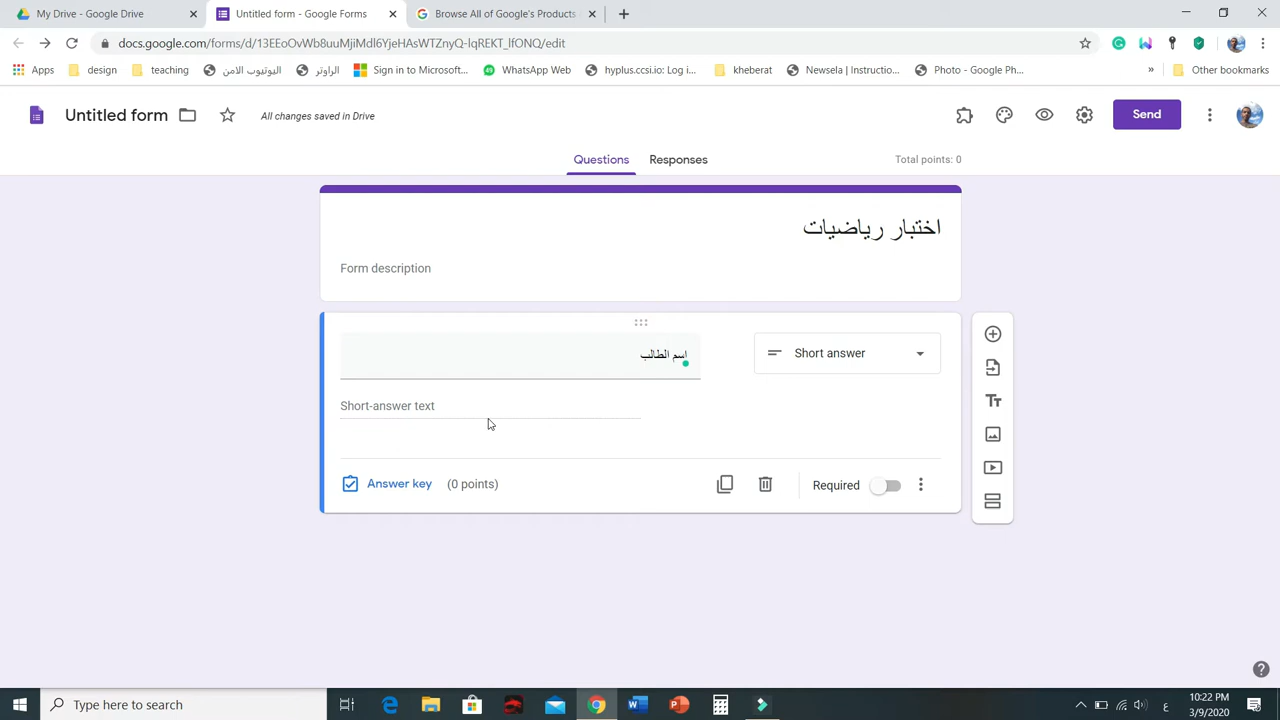 My Drive - Google Drive
Untitled form - Google Forms
Browse All of Google's Products
docs.google.com/forms/d/13EEoOvWb8uuMjiMdl6YjeHAsWTZnyQ-lqREKT_lfONQ/edit
Apps
design
teaching
اليوتيوب الامن
الراوتر
Sign in to Microsoft...
WhatsApp Web
hyplus.ccsi.io: Log i...
kheberat
Newsela | Instructio...
Photo - Google Ph...
»
Other bookmarks
Untitled form
All changes saved in Drive
Send
Questions
Responses
Total points: 0
اختبار رياضيات
Form description
اسم الطالب
Short answer
Short-answer text
Answer key
(0 points)
Required
Type here to search
ع
10:22 PM
3/9/2020